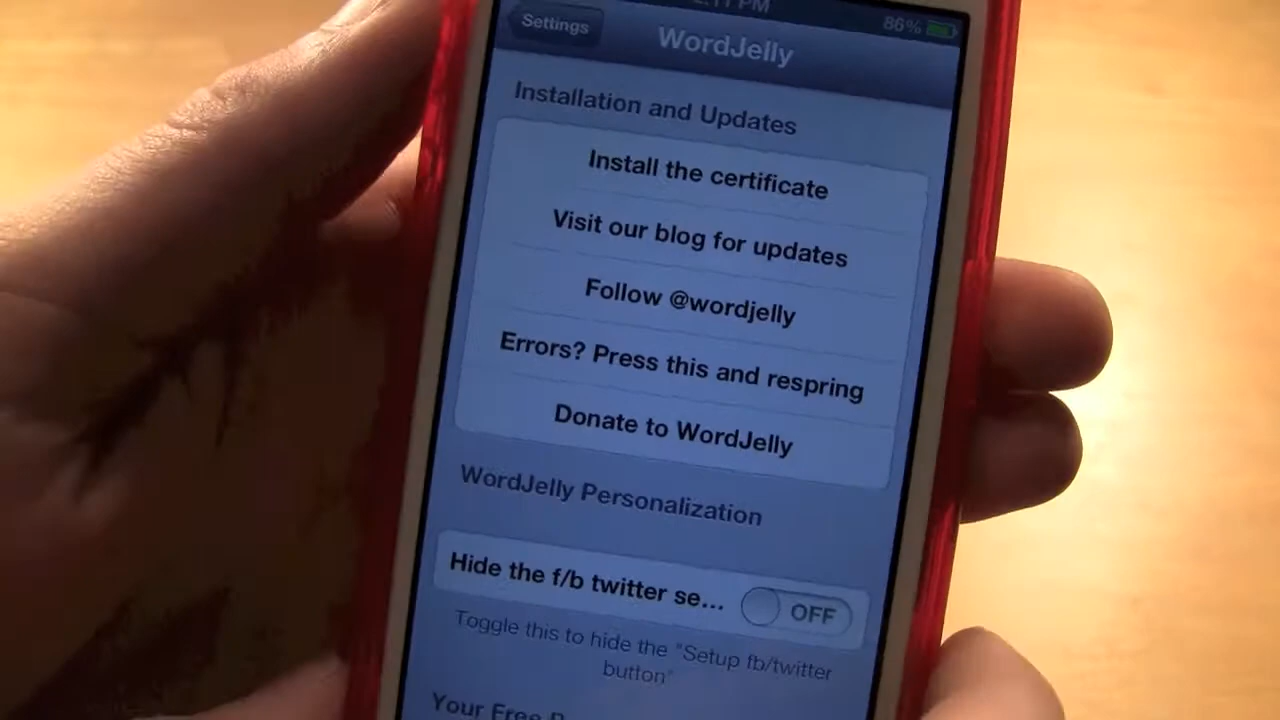 PM
86%
Settings
WordJelly
Installation and Updates
Install the certificate
Visit our blog for updates
Follow @wordjelly
Errors? Press this and respring
Donate to WordJelly
WordJelly Personalization
Hide the f/b twitter se...
OFF
Toggle this to hide the "Setup fb/twitter
button"
Your Free